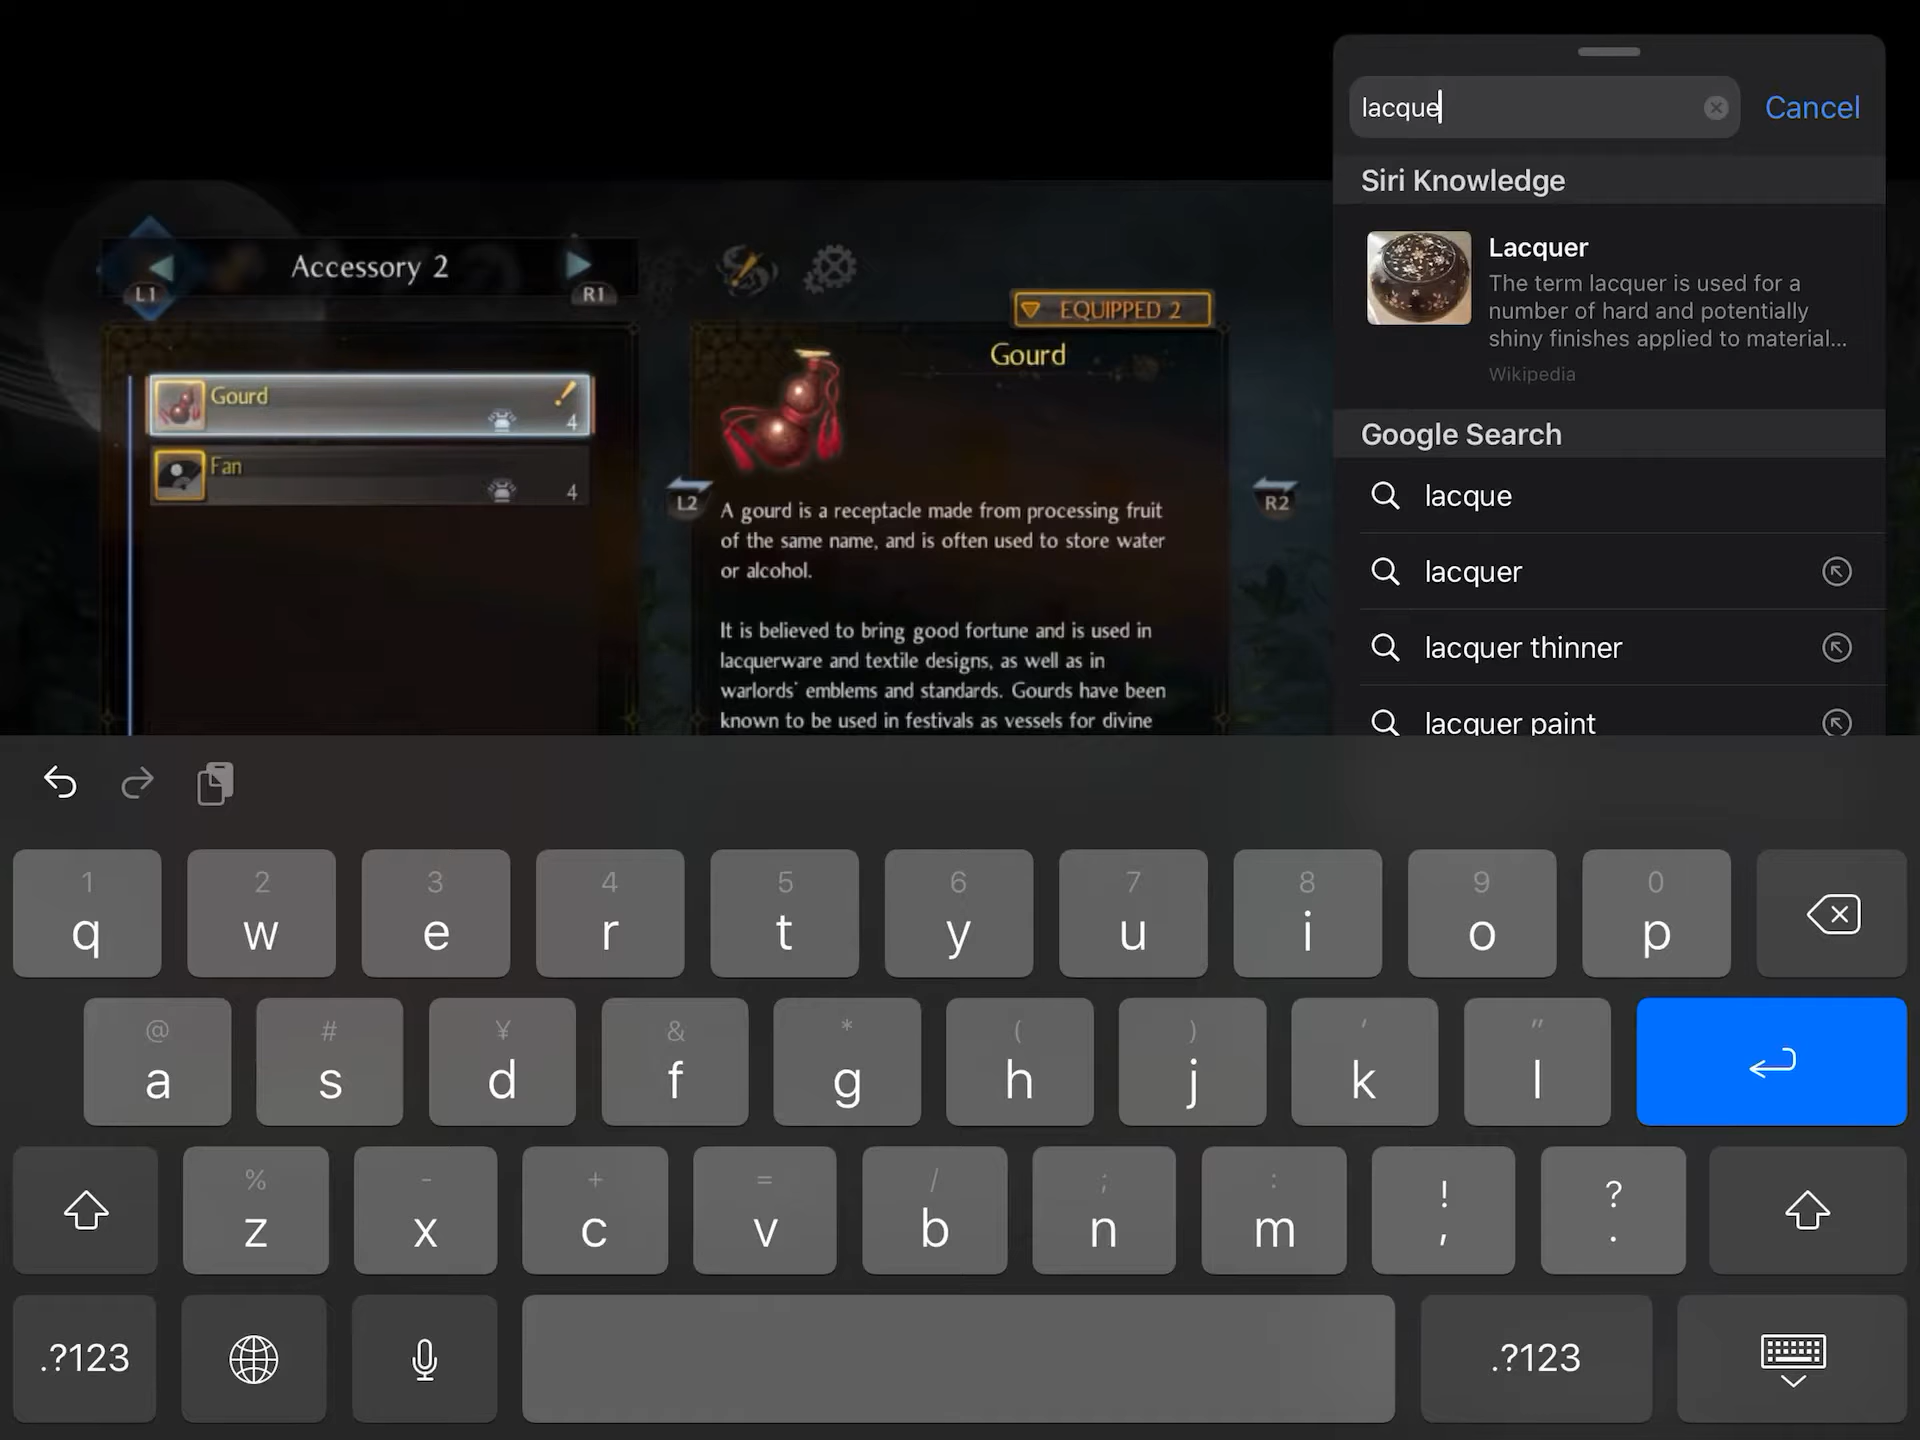 lacque
Cancel
Siri Knowledge
Lacquer
The term lacquer is used for a
number of hard and potentially
shiny finishes applied to material...
Wikipedia
Google Search
lacque
lacquer
lacquer thinner
lacquer paint
L1
Accessory 2
R1
Gourd
4
Fan
4
EQUIPPED 2
Gourd
L2
R2
A gourd is a receptacle made from processing fruit
of the same name, and is often used to store water
or alcohol.
It is believed to bring good fortune and is used in
lacquerware and textile designs, as well as in
warlords' emblems and standards. Gourds have been
known to be used in festivals as vessels for divine
1 2 3 4 5 6 7 8 9 0
q w e r t y u i o p
@ # ¥ & * ( ) ' "
a s d f g h j k l
% - + = / ; : ! ?
z x c v b n m , .
.?123 .?123